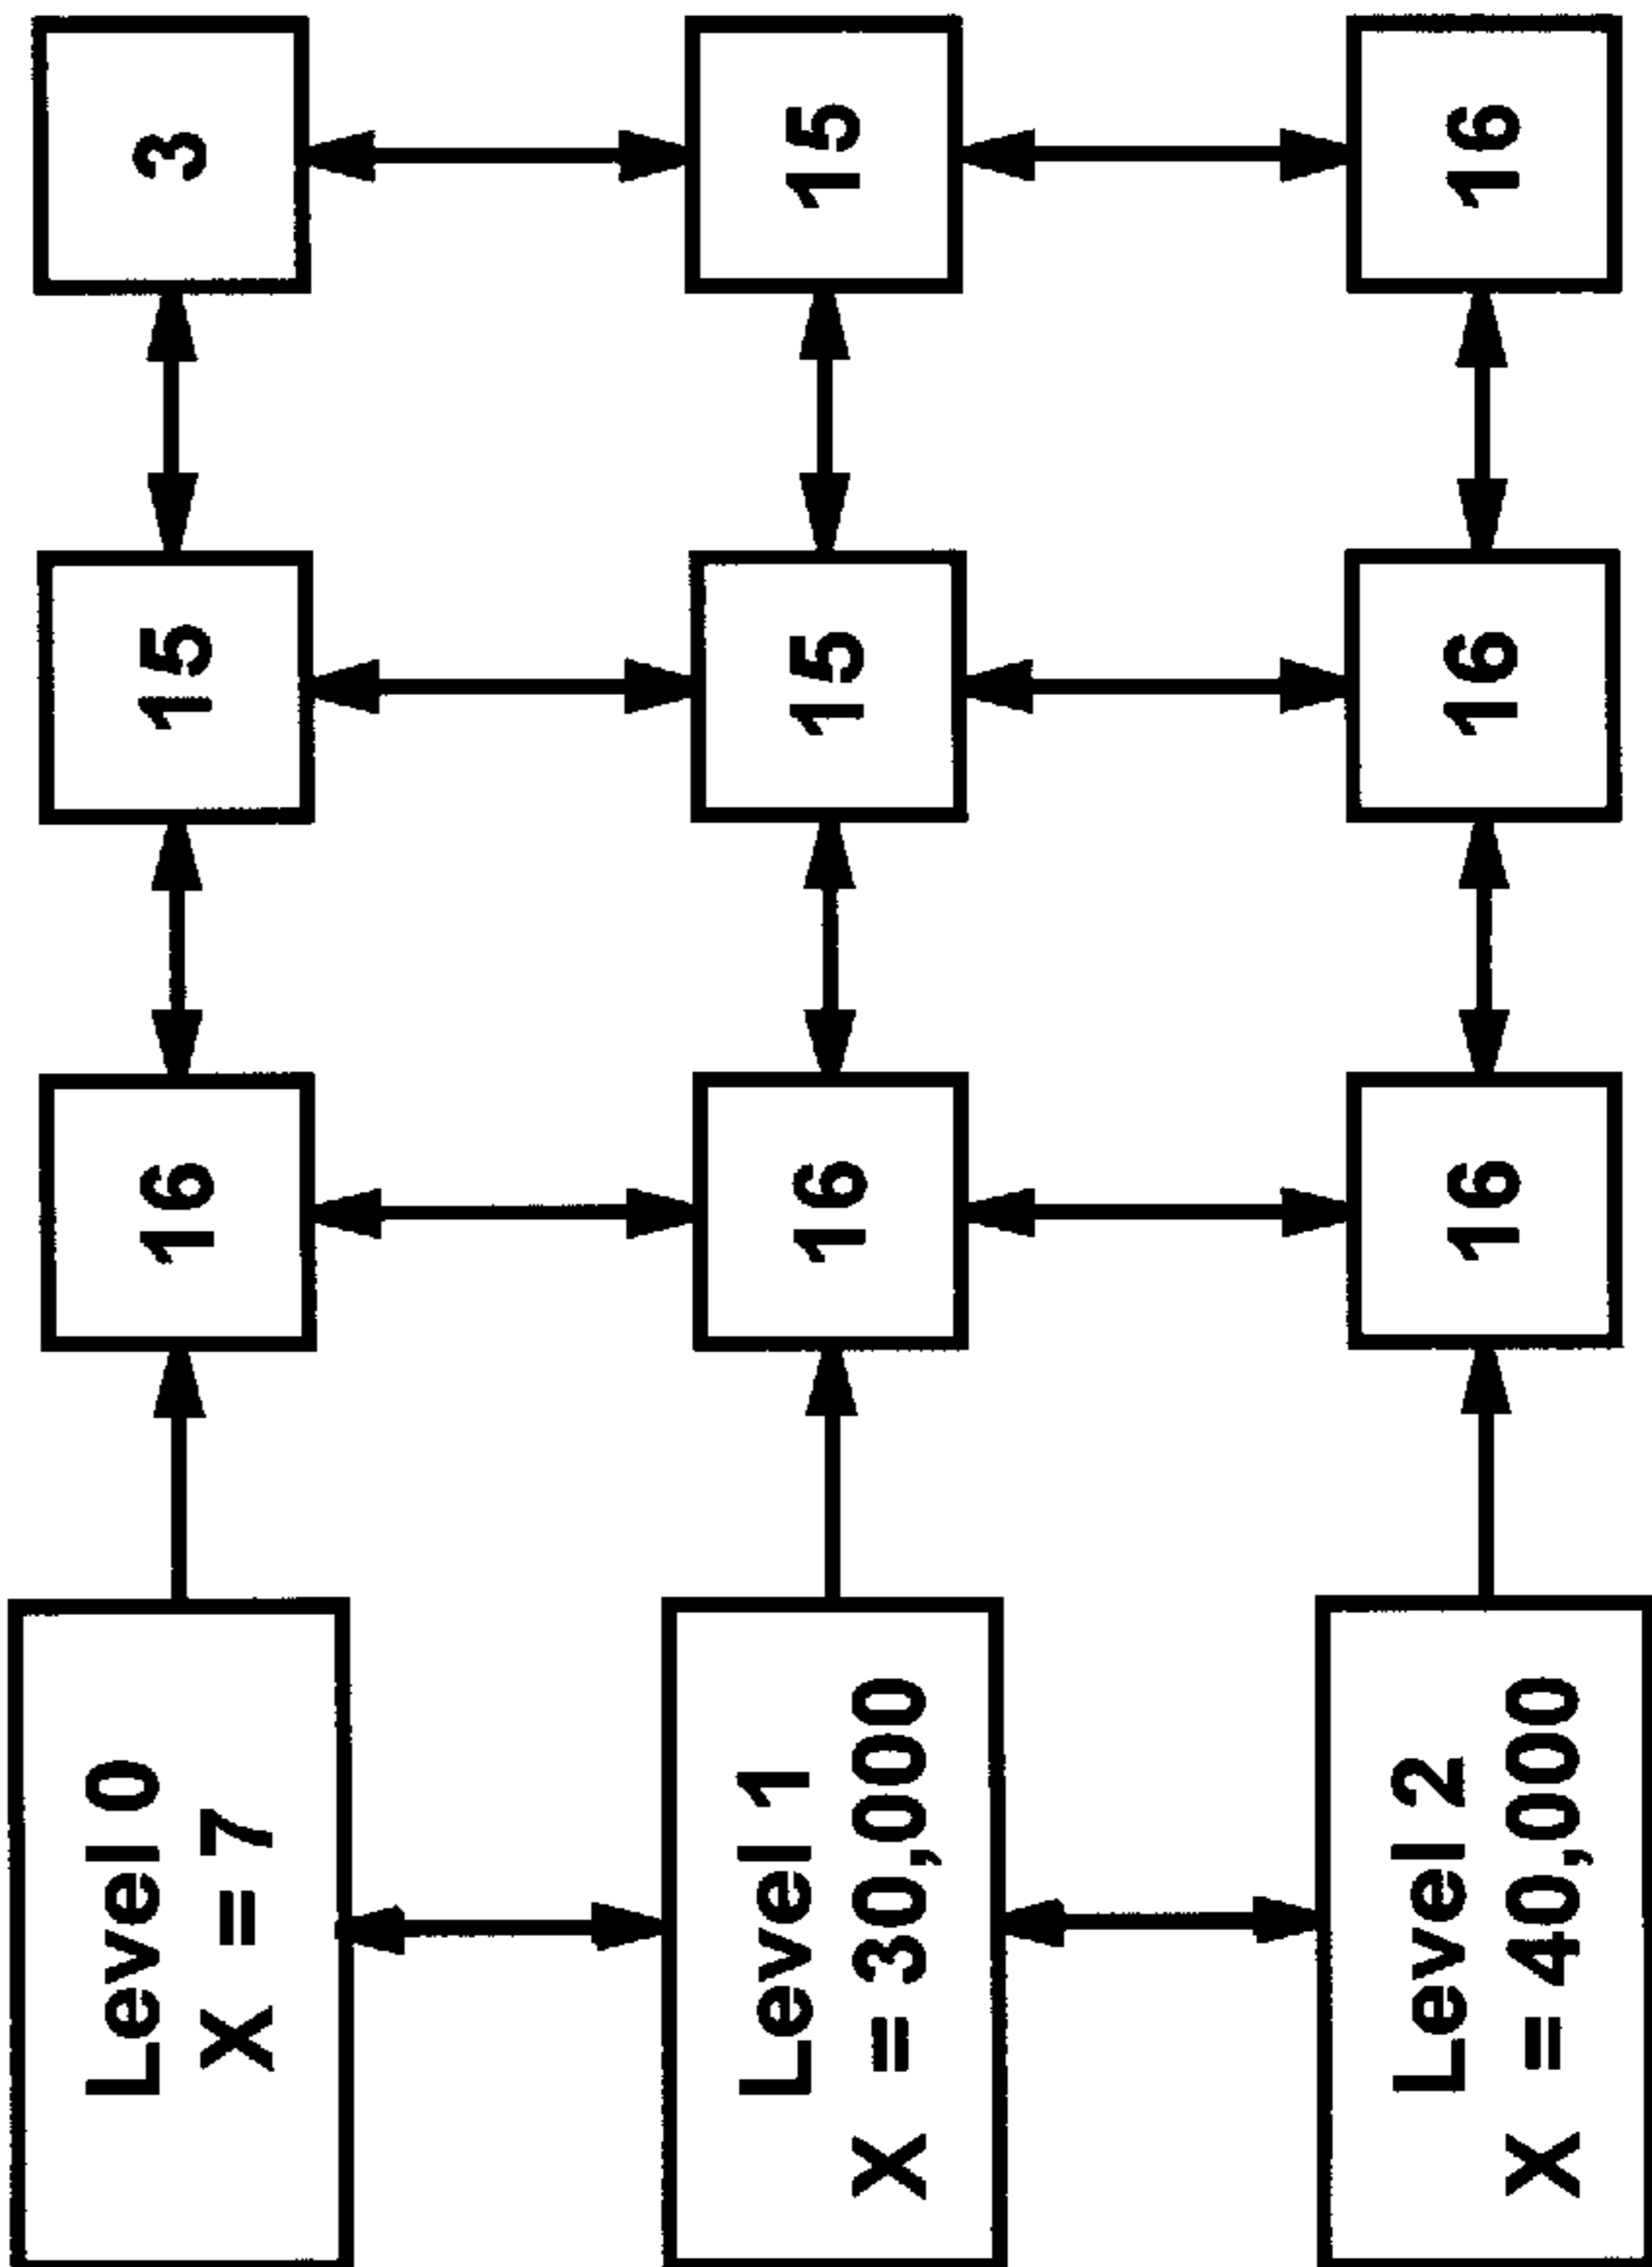 Level 0
X = 7
16
15
3
Level 1
X = 30,000
16
15
15
Level 2
X = 40,000
16
16
16